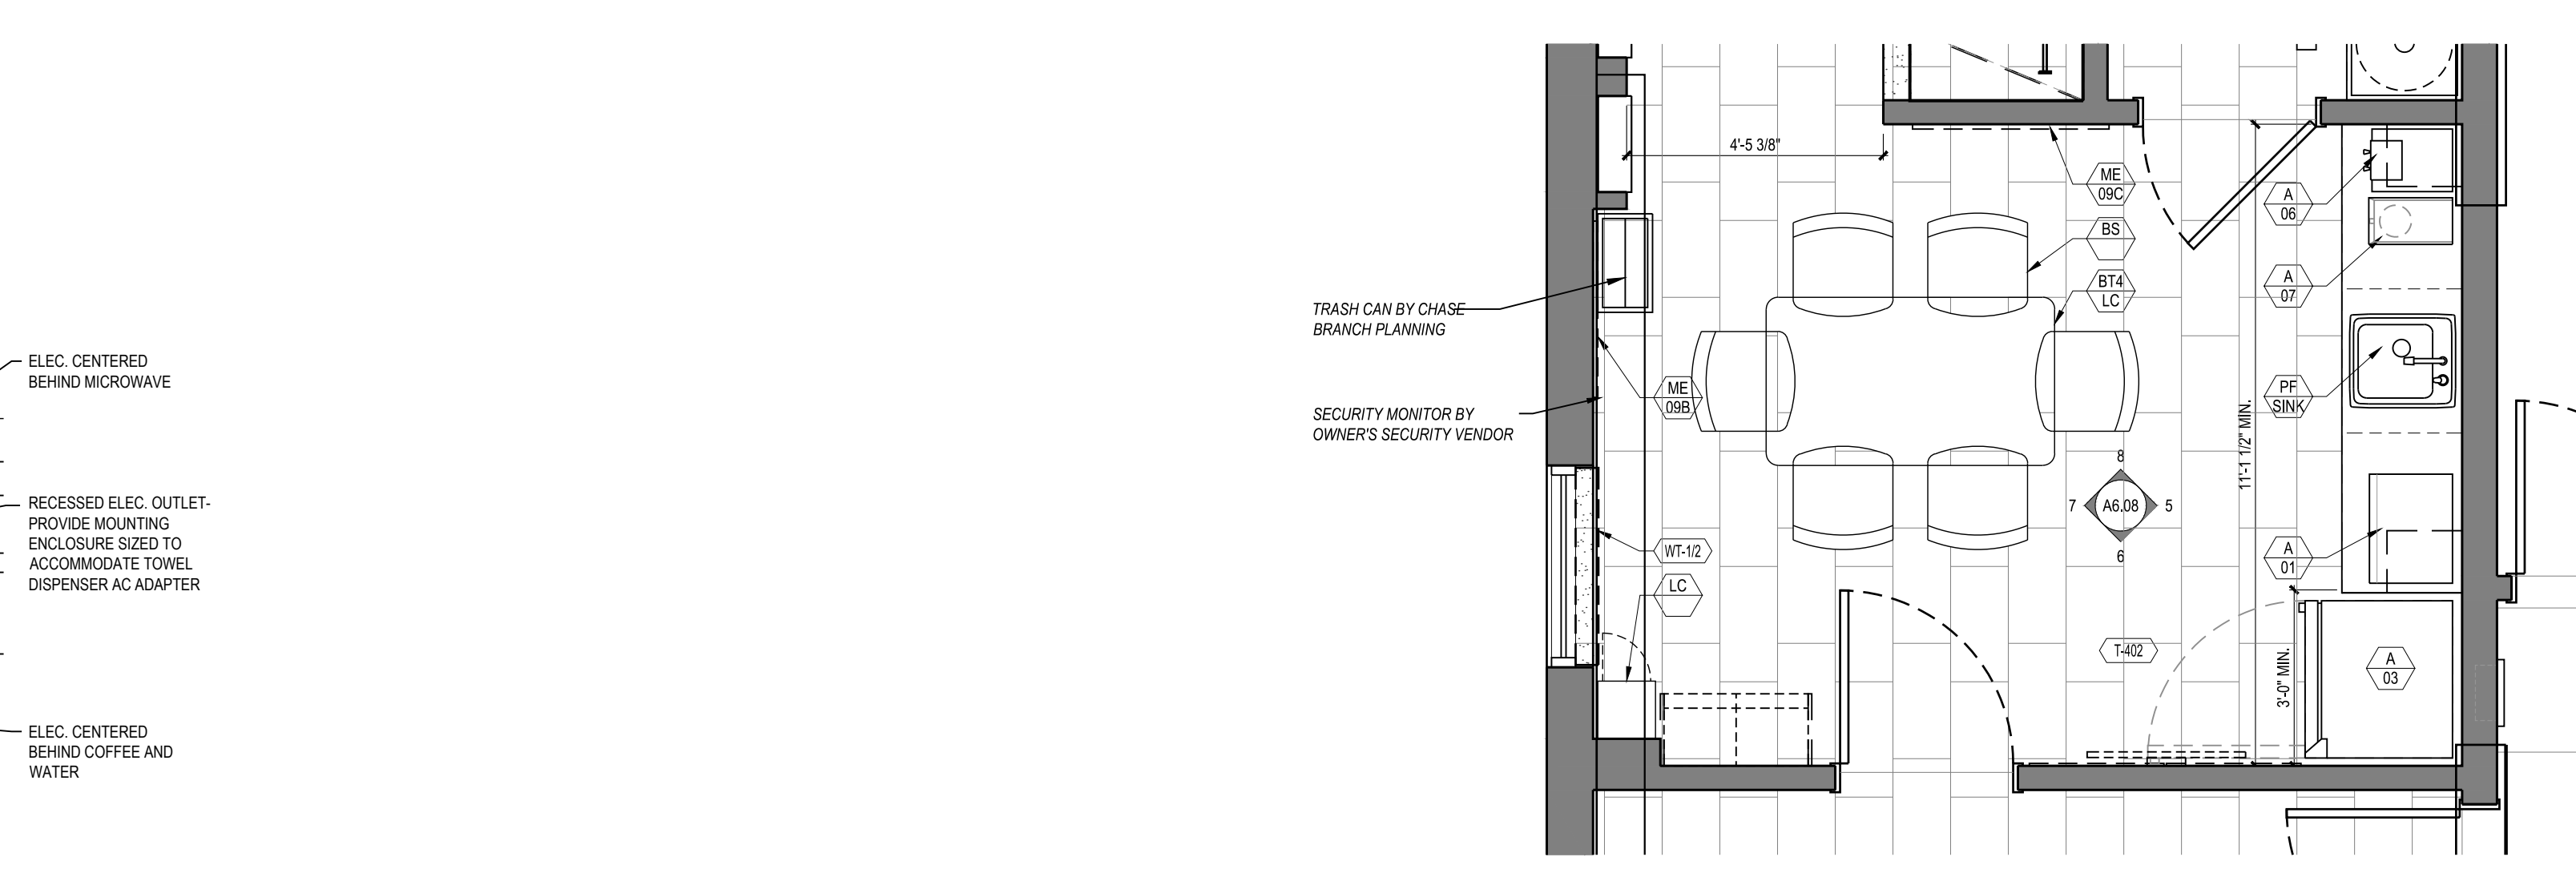 ELEC. CENTERED
BEHIND MICROWAVE
RECESSED ELEC. OUTLET-
PROVIDE MOUNTING
ENCLOSURE SIZED TO
ACCOMMODATE TOWEL
DISPENSER AC ADAPTER
ELEC. CENTERED
BEHIND COFFEE AND
WATER
TRASH CAN BY CHASE
BRANCH PLANNING
SECURITY MONITOR BY
OWNER'S SECURITY VENDOR
4'-5 3/8"
ME
09C
BS
BT4
LC
A
06
A
07
ME
09B
PF
SINK
11'-1 1/2" MIN.
8
7
A6.08
5
6
WT-1/2
LC
A
01
T-402
3'-0" MIN.
A
03